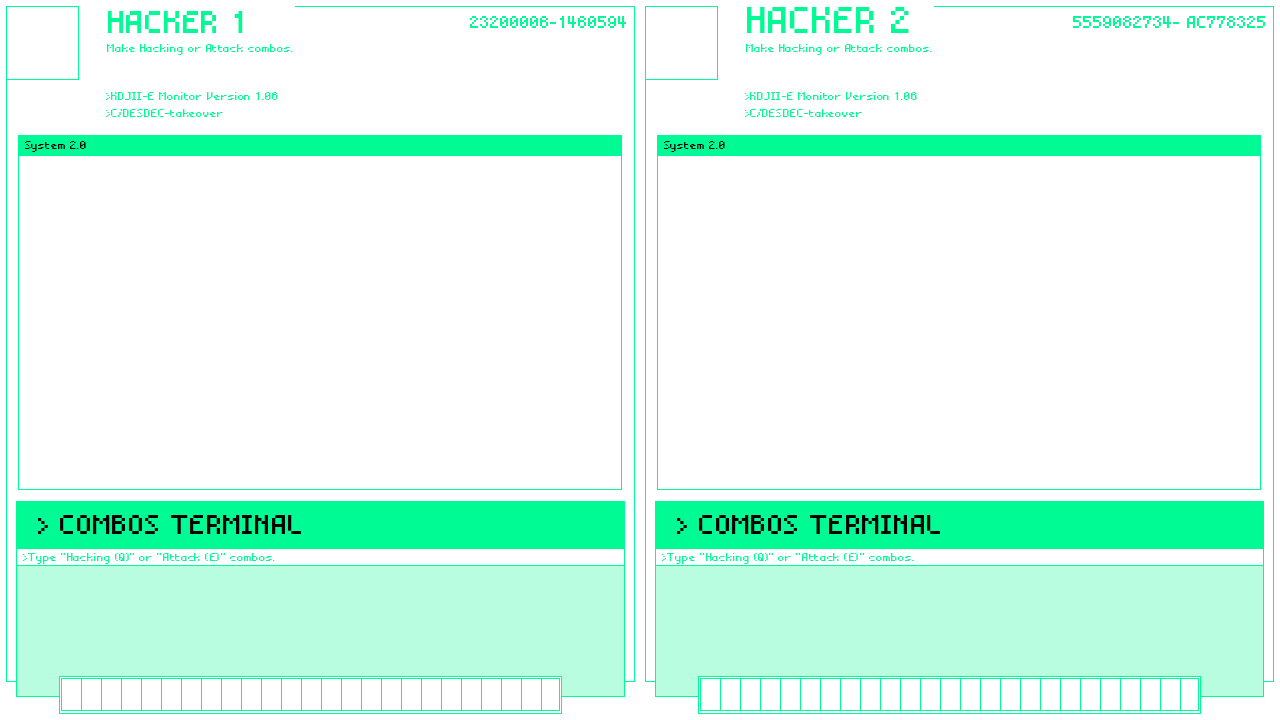 HACKER 1
23200006-1460594
Make Hacking or Attack combos.
>KDJII-E Monitor Version 1.06
>C/DESDEC-takeover
System 2.0
> COMBOS TERMINAL
>Type "Hacking (Q)" or "Attack (E)" combos.
HACKER 2
5559082734- AC778325
Make Hacking or Attack combos.
>KDJII-E Monitor Version 1.06
>C/DESDEC-takeover
System 2.0
> COMBOS TERMINAL
>Type "Hacking (Q)" or "Attack (E)" combos.